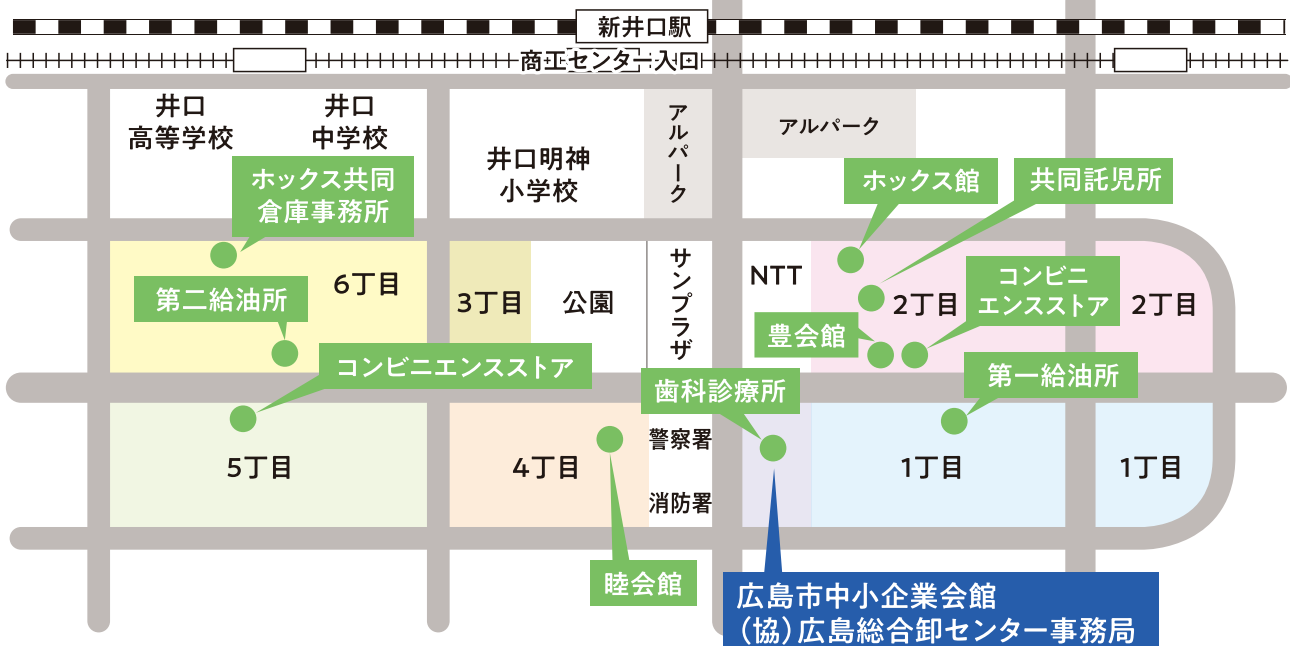 新井口駅
商工センター入口
井口
高等学校
井口
中学校
井口明神
小学校
アルパーク
アルパーク
ホックス共同
倉庫事務所
ホックス館
共同託児所
第二給油所
6丁目
3丁目
公園
サンプラザ
NTT
2丁目
コンビニ
エンスストア
2丁目
豊会館
コンビニエンスストア
歯科診療所
第一給油所
5丁目
4丁目
警察署
消防署
1丁目
1丁目
睦会館
広島市中小企業会館
（協）広島総合卸センター事務局